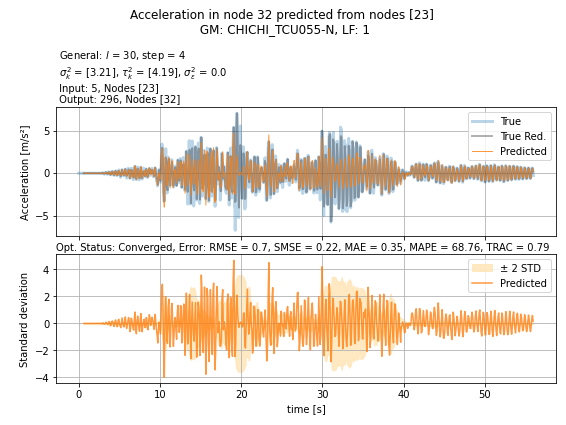 Acceleration in node 32 predicted from nodes [23]
GM: CHICHI_TCU055-N, LF: 1
General: l = 30, step = 4
σ²ₖ = [3.21], τ²ₖ = [4.19], σ²ε = 0.0
Input: 5, Nodes [23]
Output: 296, Nodes [32]
Acceleration [m/s²]
5
0
−5
True
True Red.
Predicted
Opt. Status: Converged, Error: RMSE = 0.7, SMSE = 0.22, MAE = 0.35, MAPE = 68.76, TRAC = 0.79
Standard deviation
4
2
0
−2
−4
± 2 STD
Predicted
0 10 20 30 40 50
time [s]